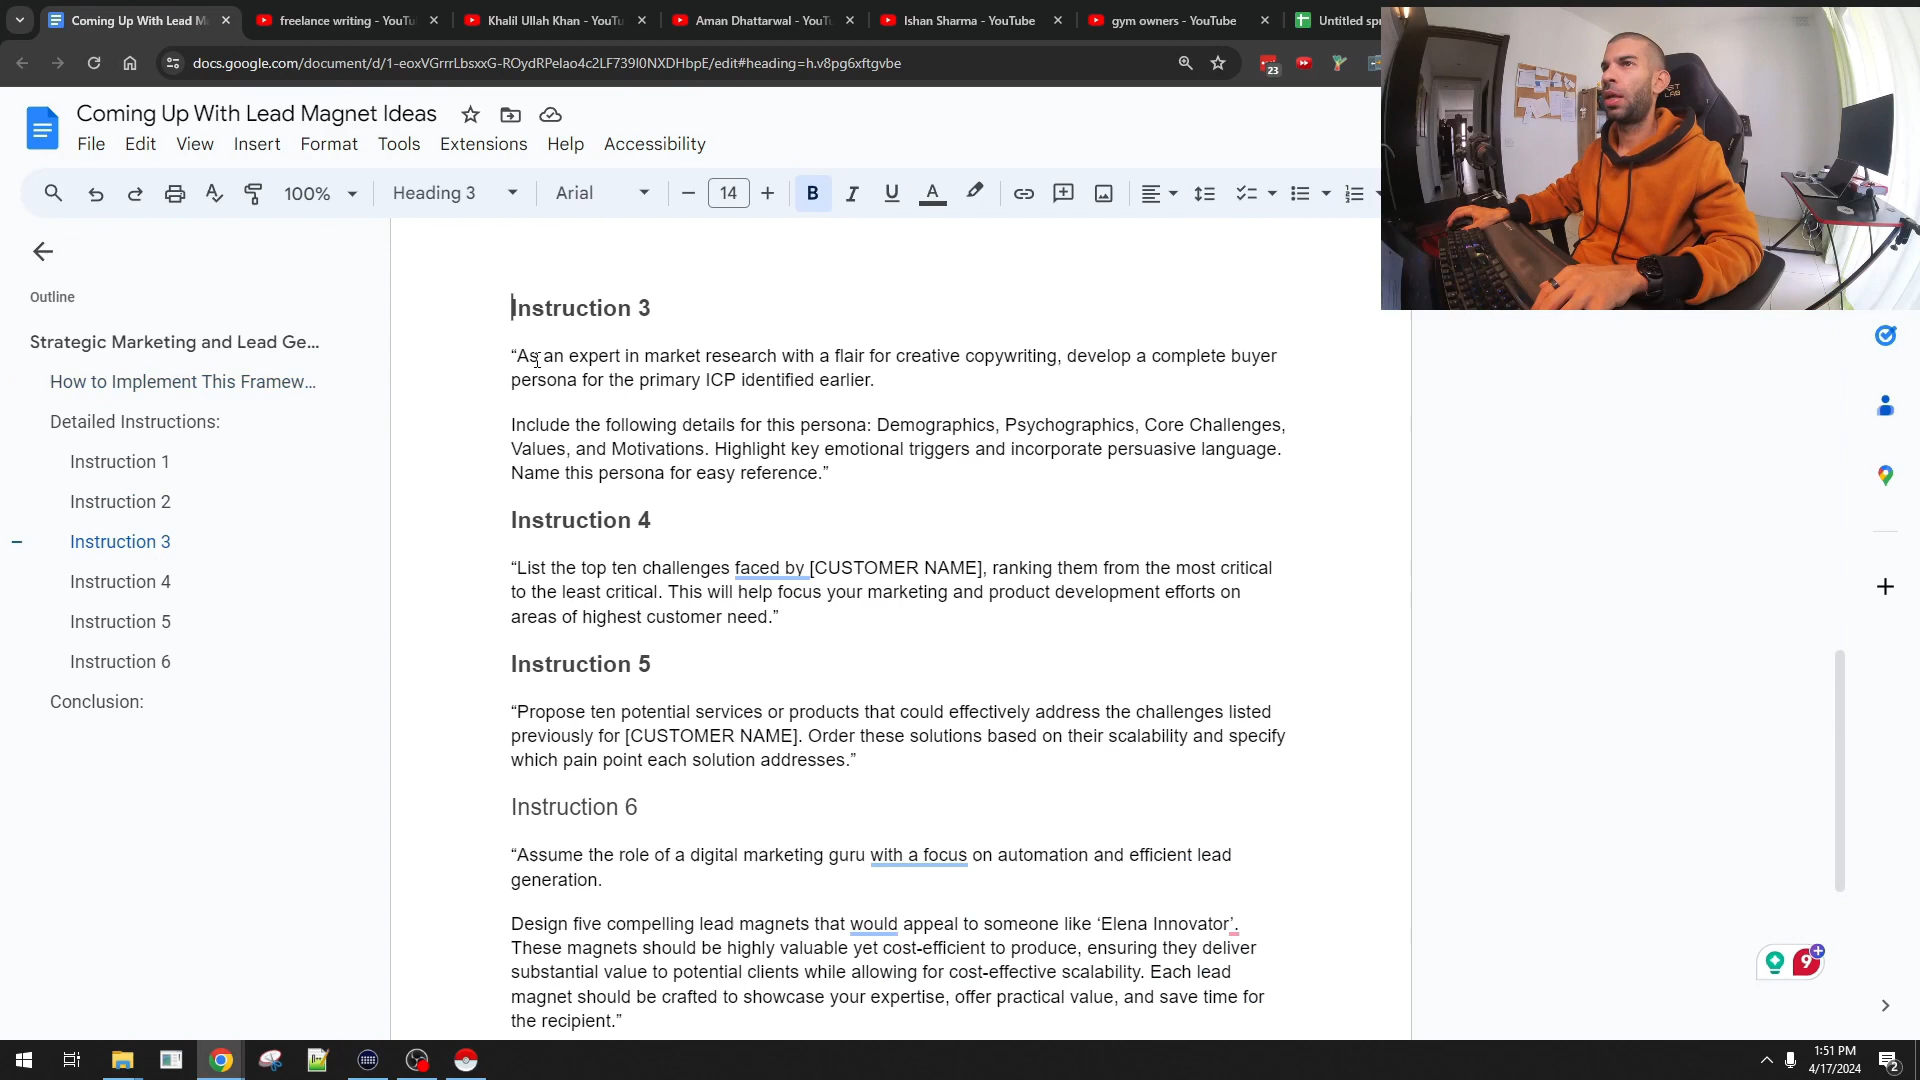 Coming Up With Lead M
freelance writing - YouTu
Khalil Ullah Khan - YouTu
Aman Dhattarwal - YouTu
Ishan Sharma - YouTube
gym owners - YouTube
Untitled spr
docs.google.com/document/d/1-eoxVGrrrLbsxxG-ROydRPelao4c2LF739I0NXDHbpE/edit#heading=h.v8pg6xftgvbe
23
Coming Up With Lead Magnet Ideas
File Edit View Insert Format Tools Extensions Help Accessibility
100% Heading 3 Arial 14 B I U A
Outline
Strategic Marketing and Lead Ge...
How to Implement This Framew...
Detailed Instructions:
Instruction 1
Instruction 2
Instruction 3
Instruction 4
Instruction 5
Instruction 6
Conclusion:
Instruction 3
“As an expert in market research with a flair for creative copywriting, develop a complete buyer
persona for the primary ICP identified earlier.
Include the following details for this persona: Demographics, Psychographics, Core Challenges,
Values, and Motivations. Highlight key emotional triggers and incorporate persuasive language.
Name this persona for easy reference.”
Instruction 4
“List the top ten challenges faced by [CUSTOMER NAME], ranking them from the most critical
to the least critical. This will help focus your marketing and product development efforts on
areas of highest customer need.”
Instruction 5
“Propose ten potential services or products that could effectively address the challenges listed
previously for [CUSTOMER NAME]. Order these solutions based on their scalability and specify
which pain point each solution addresses.”
Instruction 6
“Assume the role of a digital marketing guru with a focus on automation and efficient lead
generation.
Design five compelling lead magnets that would appeal to someone like ‘Elena Innovator’.
These magnets should be highly valuable yet cost-efficient to produce, ensuring they deliver
substantial value to potential clients while allowing for cost-effective scalability. Each lead
magnet should be crafted to showcase your expertise, offer practical value, and save time for
the recipient.”
9
1:51 PM
4/17/2024
2